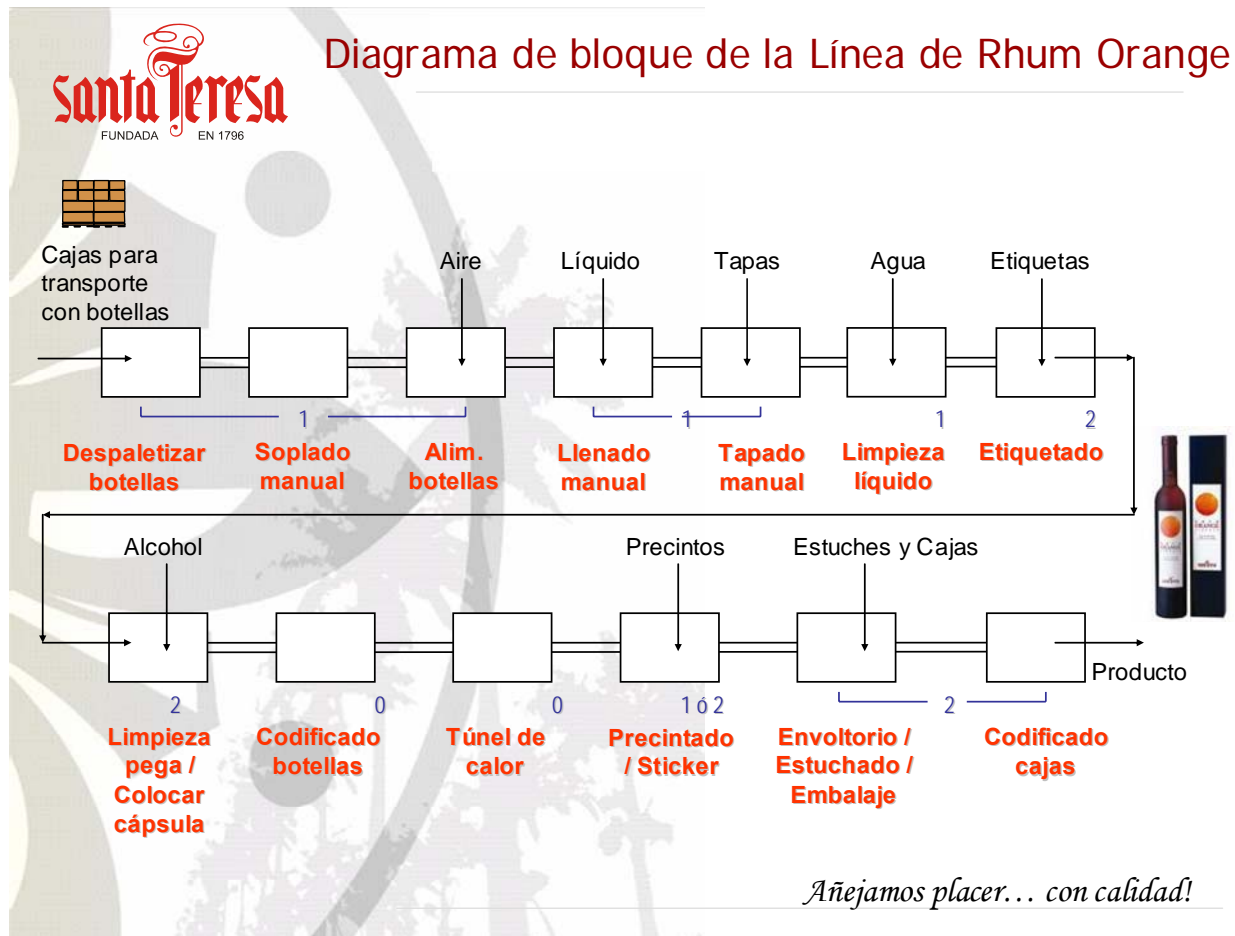 Santa Teresa
FUNDADA EN 1796
Diagrama de bloque de la Línea de Rhum Orange
Cajas para
transporte
con botellas
Aire
Líquido
Tapas
Agua
Etiquetas
1
1
1
2
Despaletizar
botellas
Soplado
manual
Alim.
botellas
Llenado
manual
Tapado
manual
Limpieza
líquido
Etiquetado
Alcohol
Precintos
Estuches y Cajas
Producto
2
0
0
1 ó 2
2
Limpieza
pega /
Colocar
cápsula
Codificado
botellas
Túnel de
calor
Precintado
/ Sticker
Envoltorio /
Estuchado /
Embalaje
Codificado
cajas
ORANGE
Añejamos placer… con calidad!